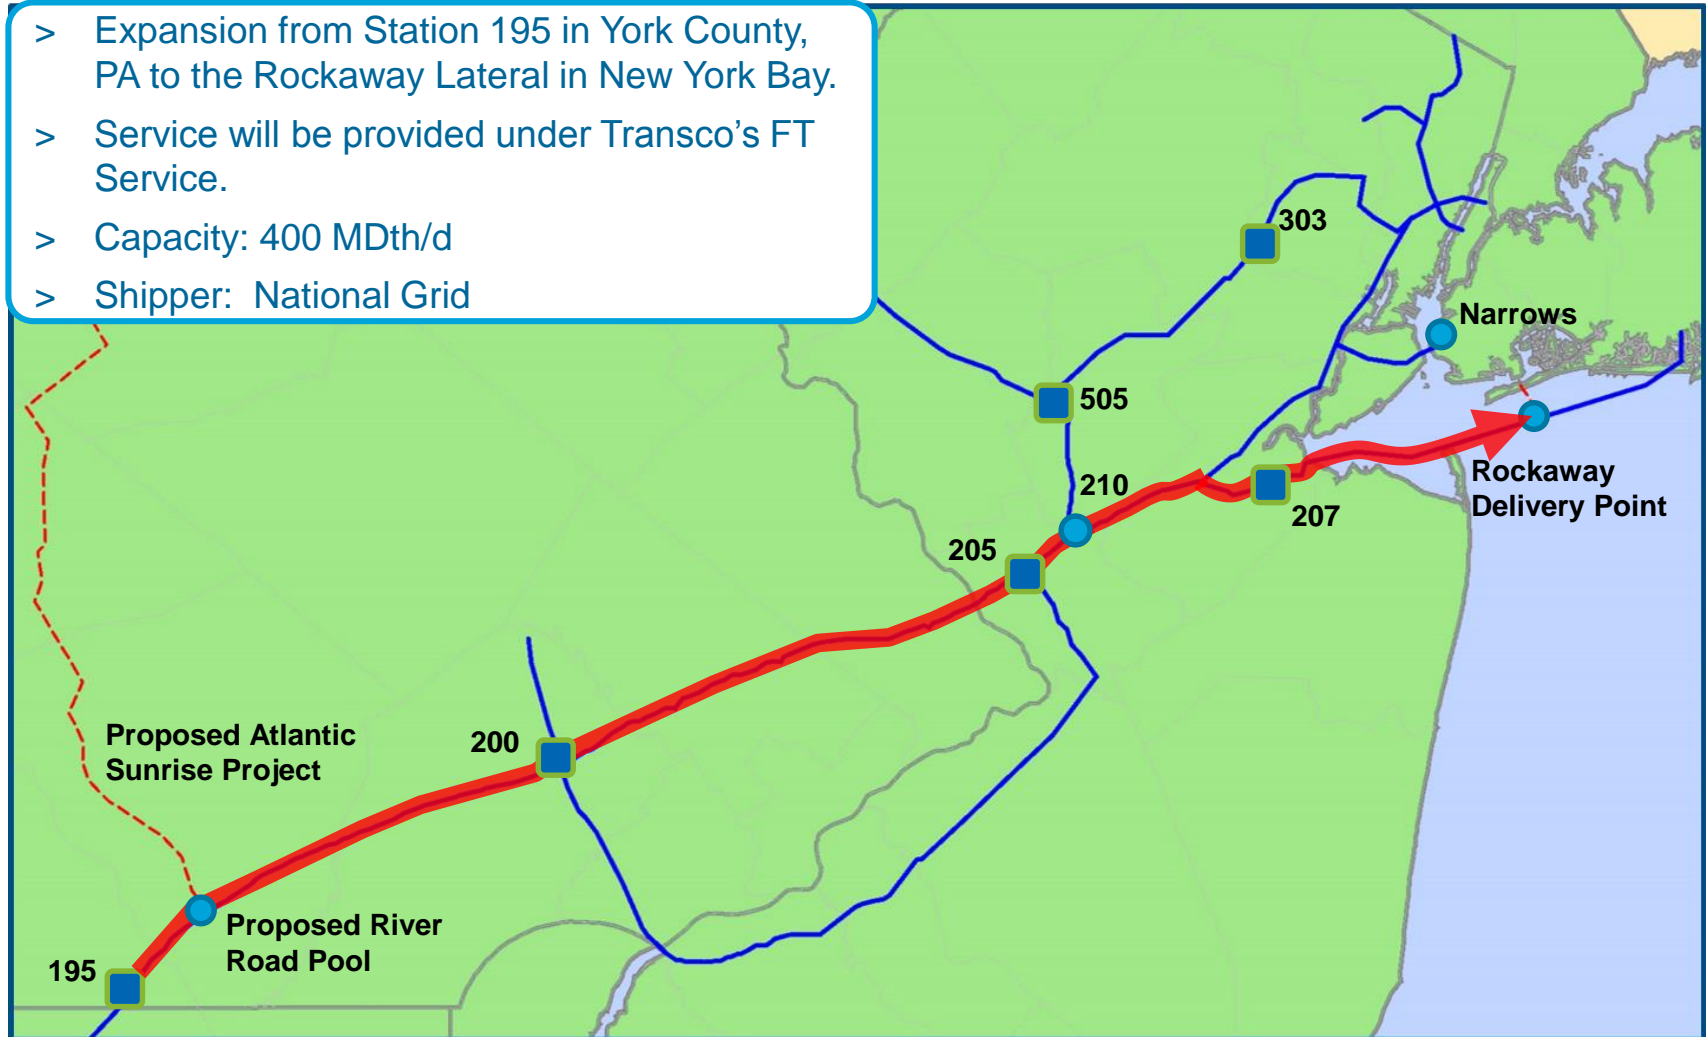 > Expansion from Station 195 in York County,
PA to the Rockaway Lateral in New York Bay.
> Service will be provided under Transco's FT
Service.
> Capacity: 400 MDth/d
> Shipper: National Grid
303
Narrows
505
210
Rockaway
Delivery Point
207
205
200
Proposed Atlantic
Sunrise Project
Proposed River
Road Pool
195